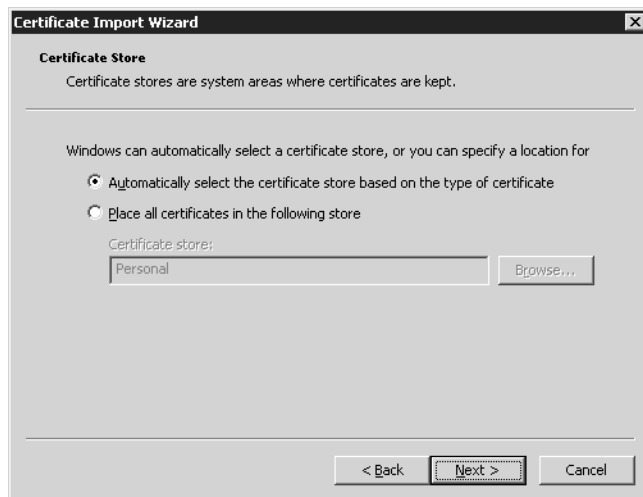 Certificate Import Wizard
Certificate Store
Certificate stores are system areas where certificates are kept.
Windows can automatically select a certificate store, or you can specify a location for
Automatically select the certificate store based on the type of certificate
Place all certificates in the following store
Certificate store:
Personal
Browse...
< Back
Next >
Cancel